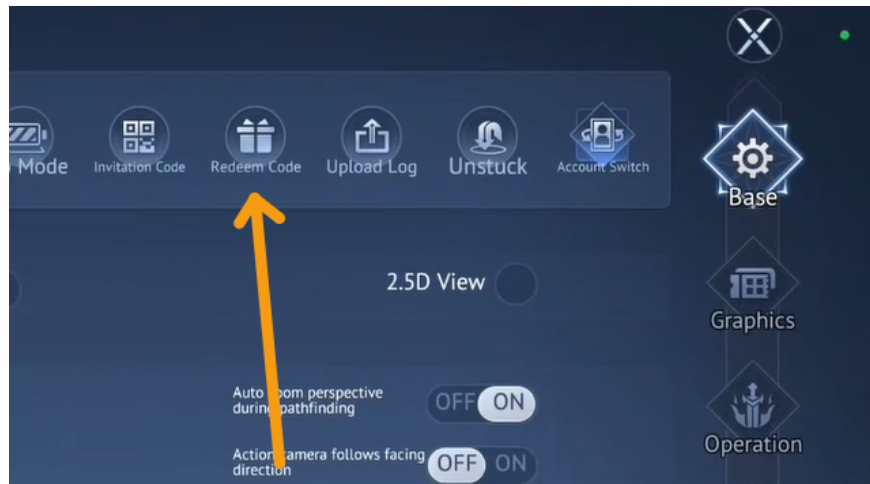 Mode
Invitation Code
Redeem Code
Upload Log
Unstuck
Account Switch
Base
2.5D View
Graphics
Auto zoom perspective
during pathfinding
OFF ON
Operation
Action camera follows facing
direction
OFF ON